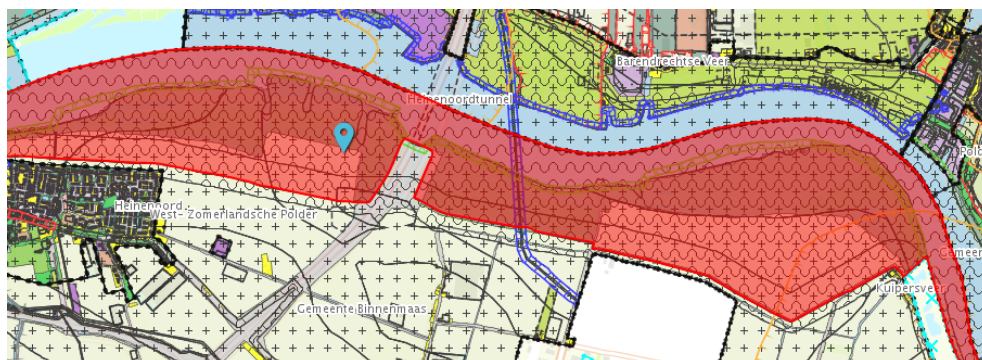 Barendrechtse Veer
Heinenoordtunnel
Heinenoord
West- Zomerlandsche Polder
Gemeente Binnenmaas
Kuipersveer